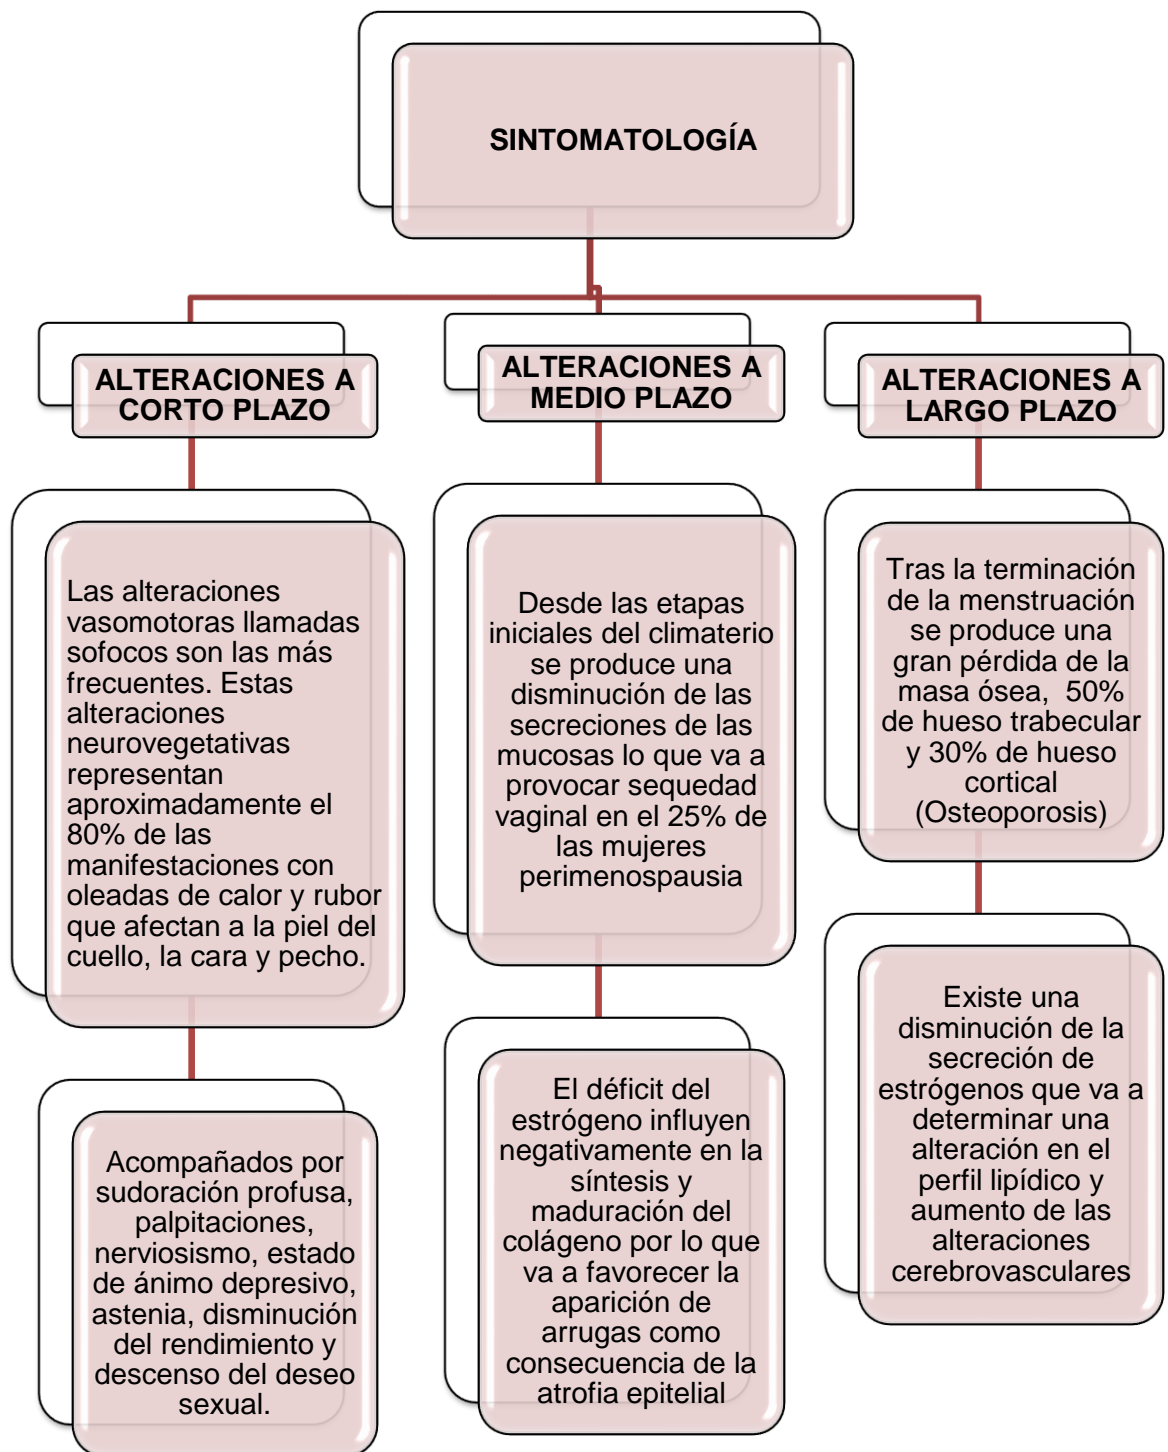 SINTOMATOLOGÍA
ALTERACIONES A
CORTO PLAZO
Las alteraciones
vasomotoras llamadas
sofocos son las más
frecuentes. Estas
alteraciones
neurovegetativas
representan
aproximadamente el
80% de las
manifestaciones con
oleadas de calor y rubor
que afectan a la piel del
cuello, la cara y pecho.
Acompañados por
sudoración profusa,
palpitaciones,
nerviosismo, estado
de ánimo depresivo,
astenia, disminución
del rendimiento y
descenso del deseo
sexual.
ALTERACIONES A
MEDIO PLAZO
Desde las etapas
iniciales del climaterio
se produce una
disminución de las
secreciones de las
mucosas lo que va a
provocar sequedad
vaginal en el 25% de
las mujeres
perimenospausia
El déficit del
estrógeno influyen
negativamente en la
síntesis y
maduración del
colágeno por lo que
va a favorecer la
aparición de
arrugas como
consecuencia de la
atrofia epitelial
ALTERACIONES A
LARGO PLAZO
Tras la terminación
de la menstruación
se produce una
gran pérdida de la
masa ósea,  50%
de hueso trabecular
y 30% de hueso
cortical
(Osteoporosis)
Existe una
disminución de la
secreción de
estrógenos que va a
determinar una
alteración en el
perfil lipídico y
aumento de las
alteraciones
cerebrovasculares